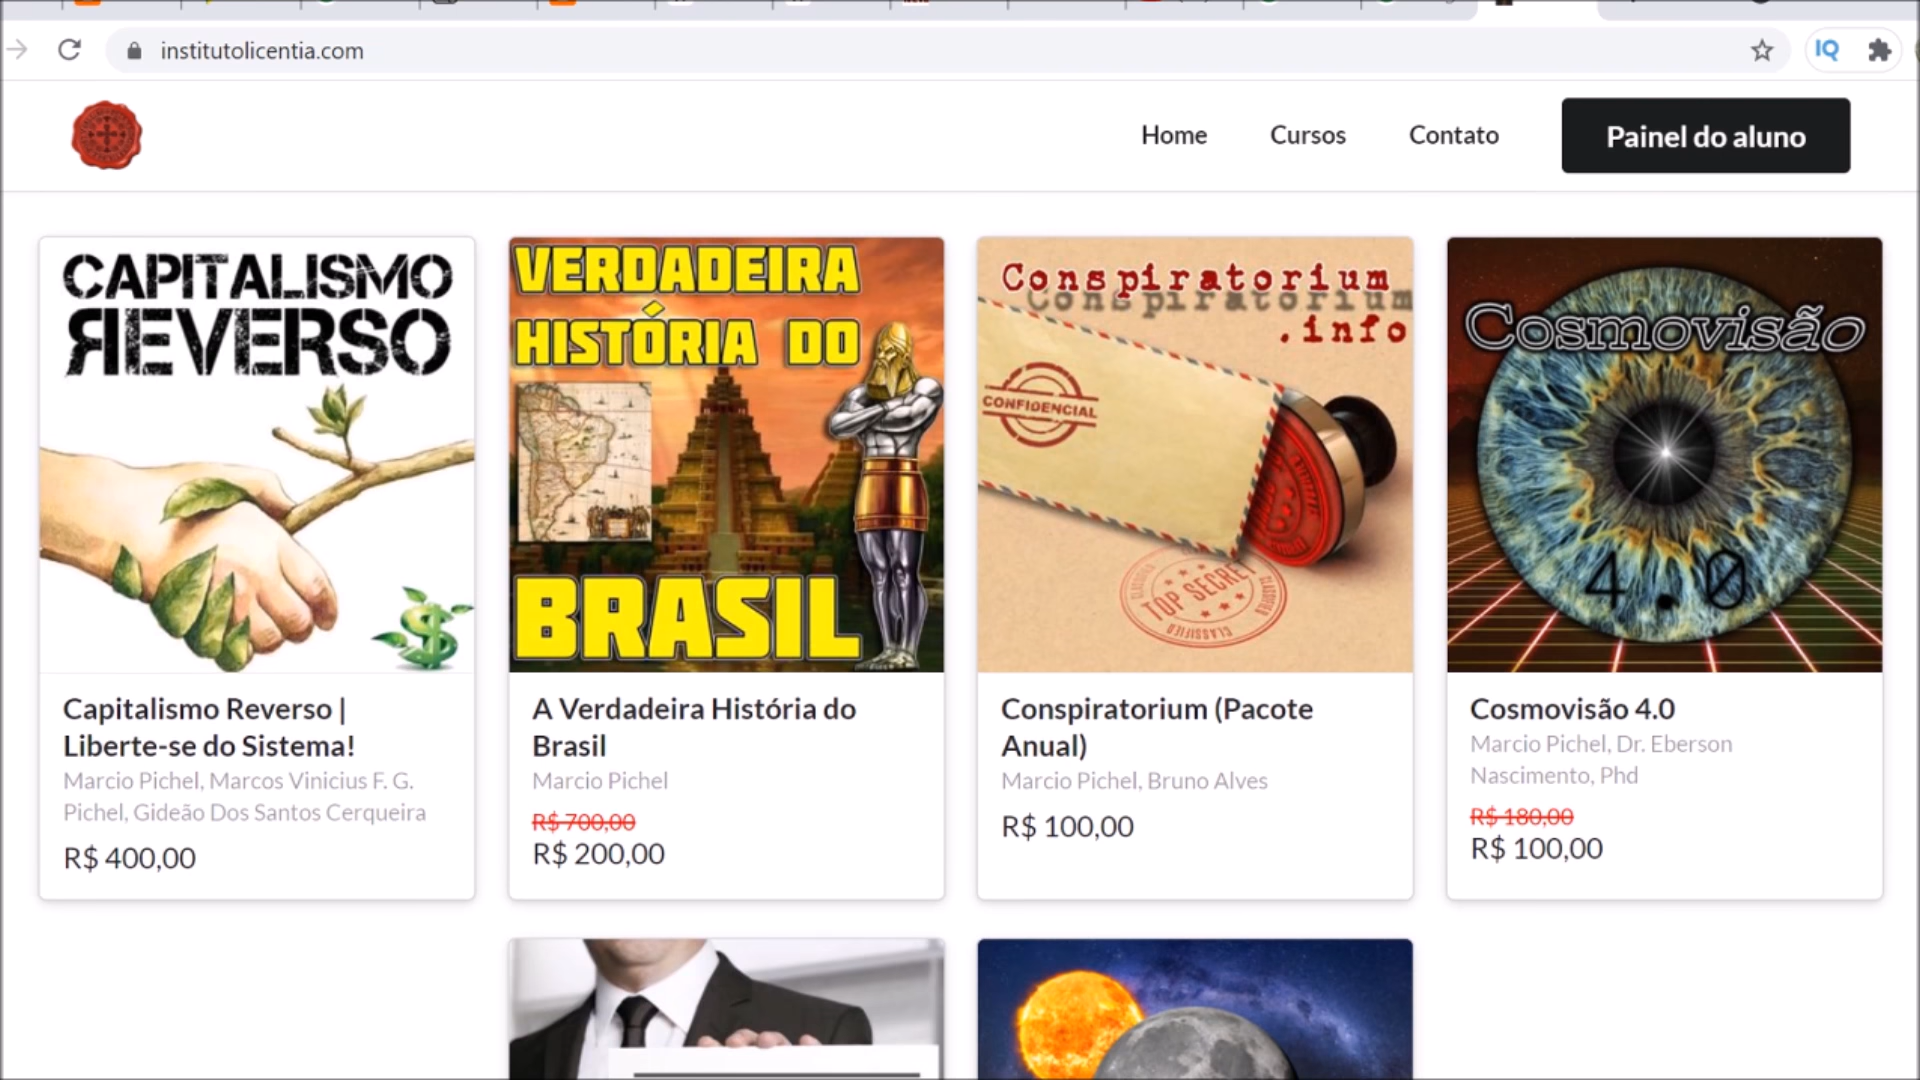 institutolicentia.com
IQ
Home
Cursos
Contato
Painel do aluno
CAPITALISMO
REVERSO
VERDADEIRA
HISTÓRIA DO
BRASIL
Conspiratorium
.info
CONFIDENCIAL
TOP SECRET
CLASSIFIED
Cosmovisão
4.0
Capitalismo Reverso |
Liberte-se do Sistema!
Marcio Pichel, Marcos Vinicius F. G.
Pichel, Gideão Dos Santos Cerqueira
R$ 400,00
A Verdadeira História do
Brasil
Marcio Pichel
R$ 700,00
R$ 200,00
Conspiratorium (Pacote
Anual)
Marcio Pichel, Bruno Alves
R$ 100,00
Cosmovisão 4.0
Marcio Pichel, Dr. Eberson
Nascimento, Phd
R$ 180,00
R$ 100,00